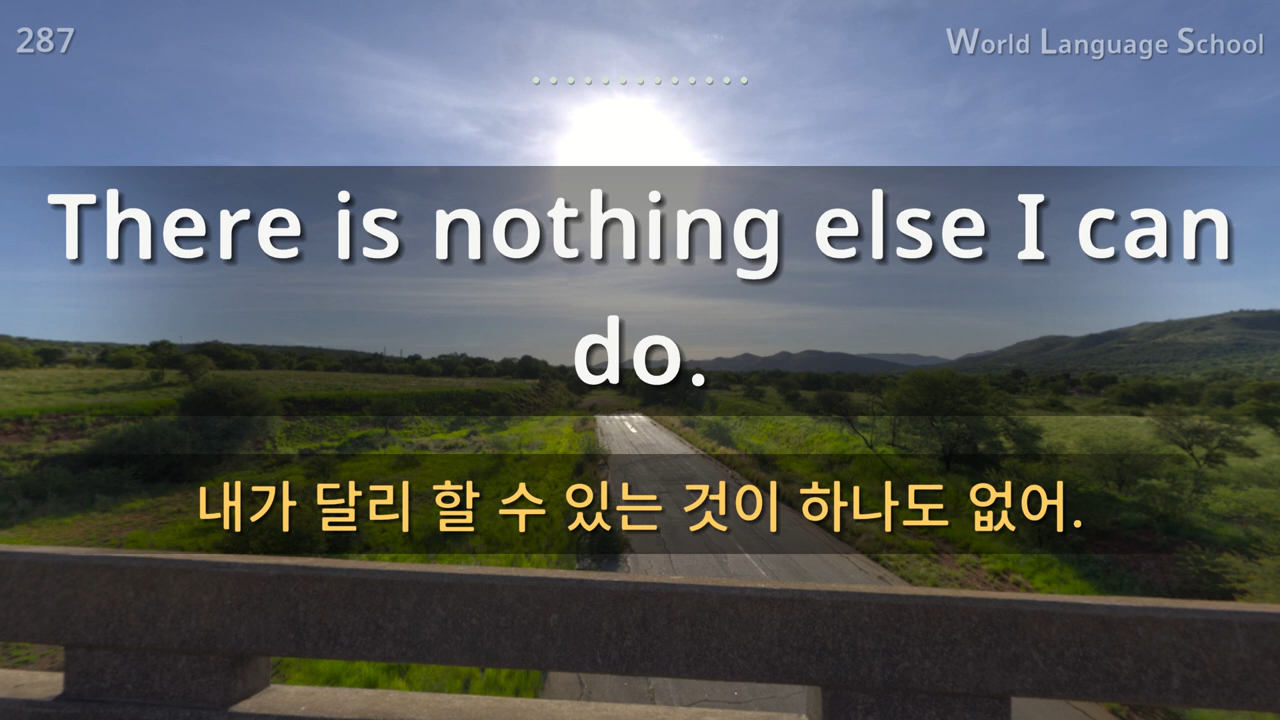 287
World Language School
There is nothing else I can
do.
내가 달리 할 수 있는 것이 하나도 없어.